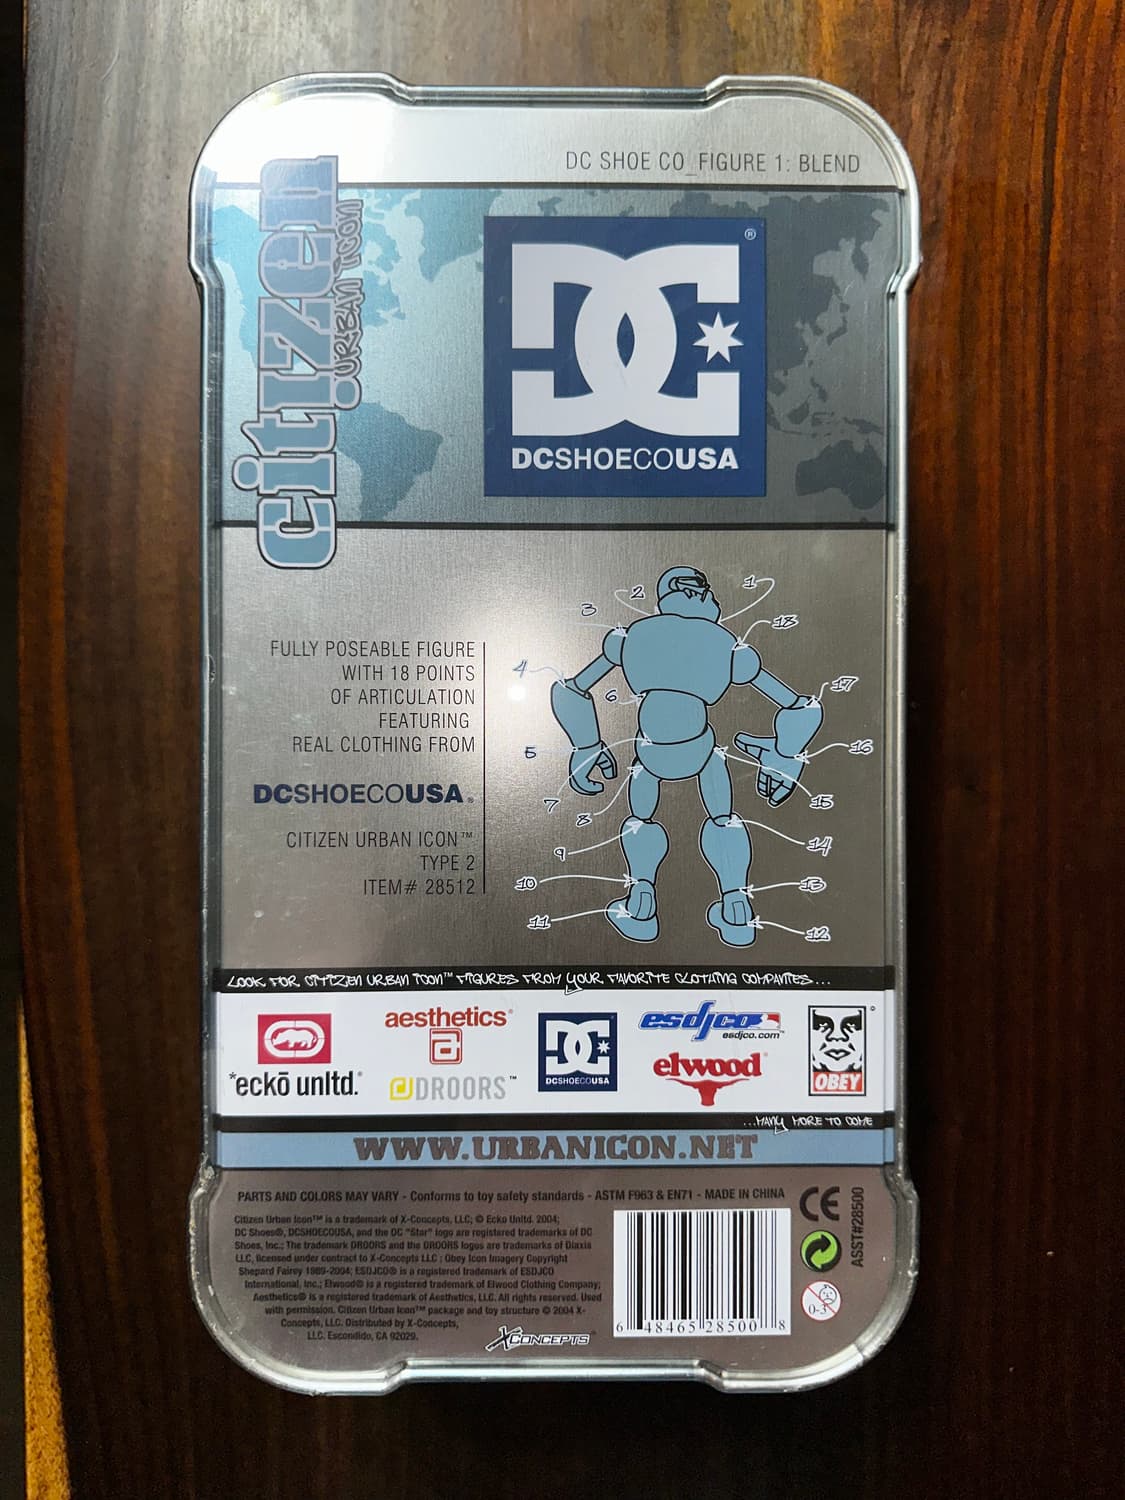 DC SHOE CO_FIGURE 1: BLEND
citizen
URBAN ICON
DC
®
DCSHOECOUSA
FULLY POSEABLE FIGURE
WITH 18 POINTS
OF ARTICULATION
FEATURING
REAL CLOTHING FROM
DCSHOECOUSA®
CITIZEN URBAN ICON™
TYPE 2
ITEM# 28512
1
2
3
18
4
17
6
5
16
7
15
8
14
9
10
13
11
12
LOOK FOR CITIZEN URBAN ICON™ FIGURES FROM YOUR FAVORITE CLOTHING COMPANIES...
*eckō unltd.®
aesthetics®
a
DROORS™
DC
DCSHOECOUSA
esdjco
esdjco.com™
elwood®
OBEY
...MANY MORE TO COME
WWW.URBANICON.NET
PARTS AND COLORS MAY VARY - Conforms to toy safety standards - ASTM F963 & EN71 - MADE IN CHINA
Citizen Urban Icon™ is a trademark of X-Concepts, LLC; © Ecko Unltd. 2004;
DC Shoes®, DCSHOECOUSA, and the DC "Star" logo are registered trademarks of DC
Shoes, Inc.; The trademark DROORS and the DROORS logos are trademarks of Diaxis
LLC, licensed under contract to X-Concepts LLC ; Obey Icon Imagery Copyright
Shepard Fairey 1989-2004; ESDJCO® is a registered trademark of ESDJCO
International, Inc.; Elwood® is a registered trademark of Elwood Clothing Company;
Aesthetics® is a registered trademark of Aesthetics, LLC. All rights reserved. Used
with permission. Citizen Urban Icon™ package and toy structure © 2004 X-
Concepts, LLC. Distributed by X-Concepts,
LLC. Escondido, CA 92029.
XCONCEPTS
6 48465 28500 8
CE
ASST#28500
0-3